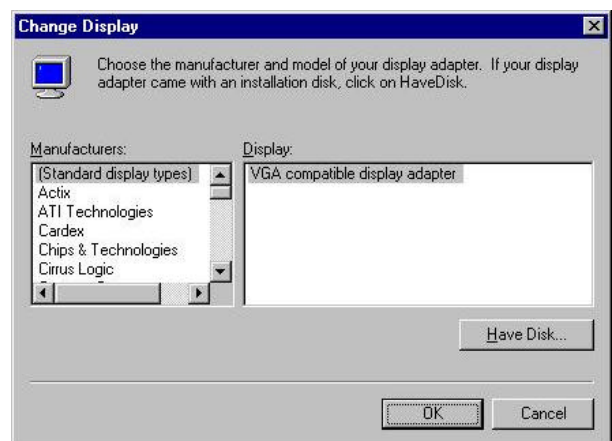 Change Display
Choose the manufacturer and model of your display adapter. If your display
adapter came with an installation disk, click on HaveDisk.
Manufacturers:
(Standard display types)
Actix
ATI Technologies
Cardex
Chips & Technologies
Cirrus Logic
Display:
VGA compatible display adapter
Have Disk...
OK
Cancel